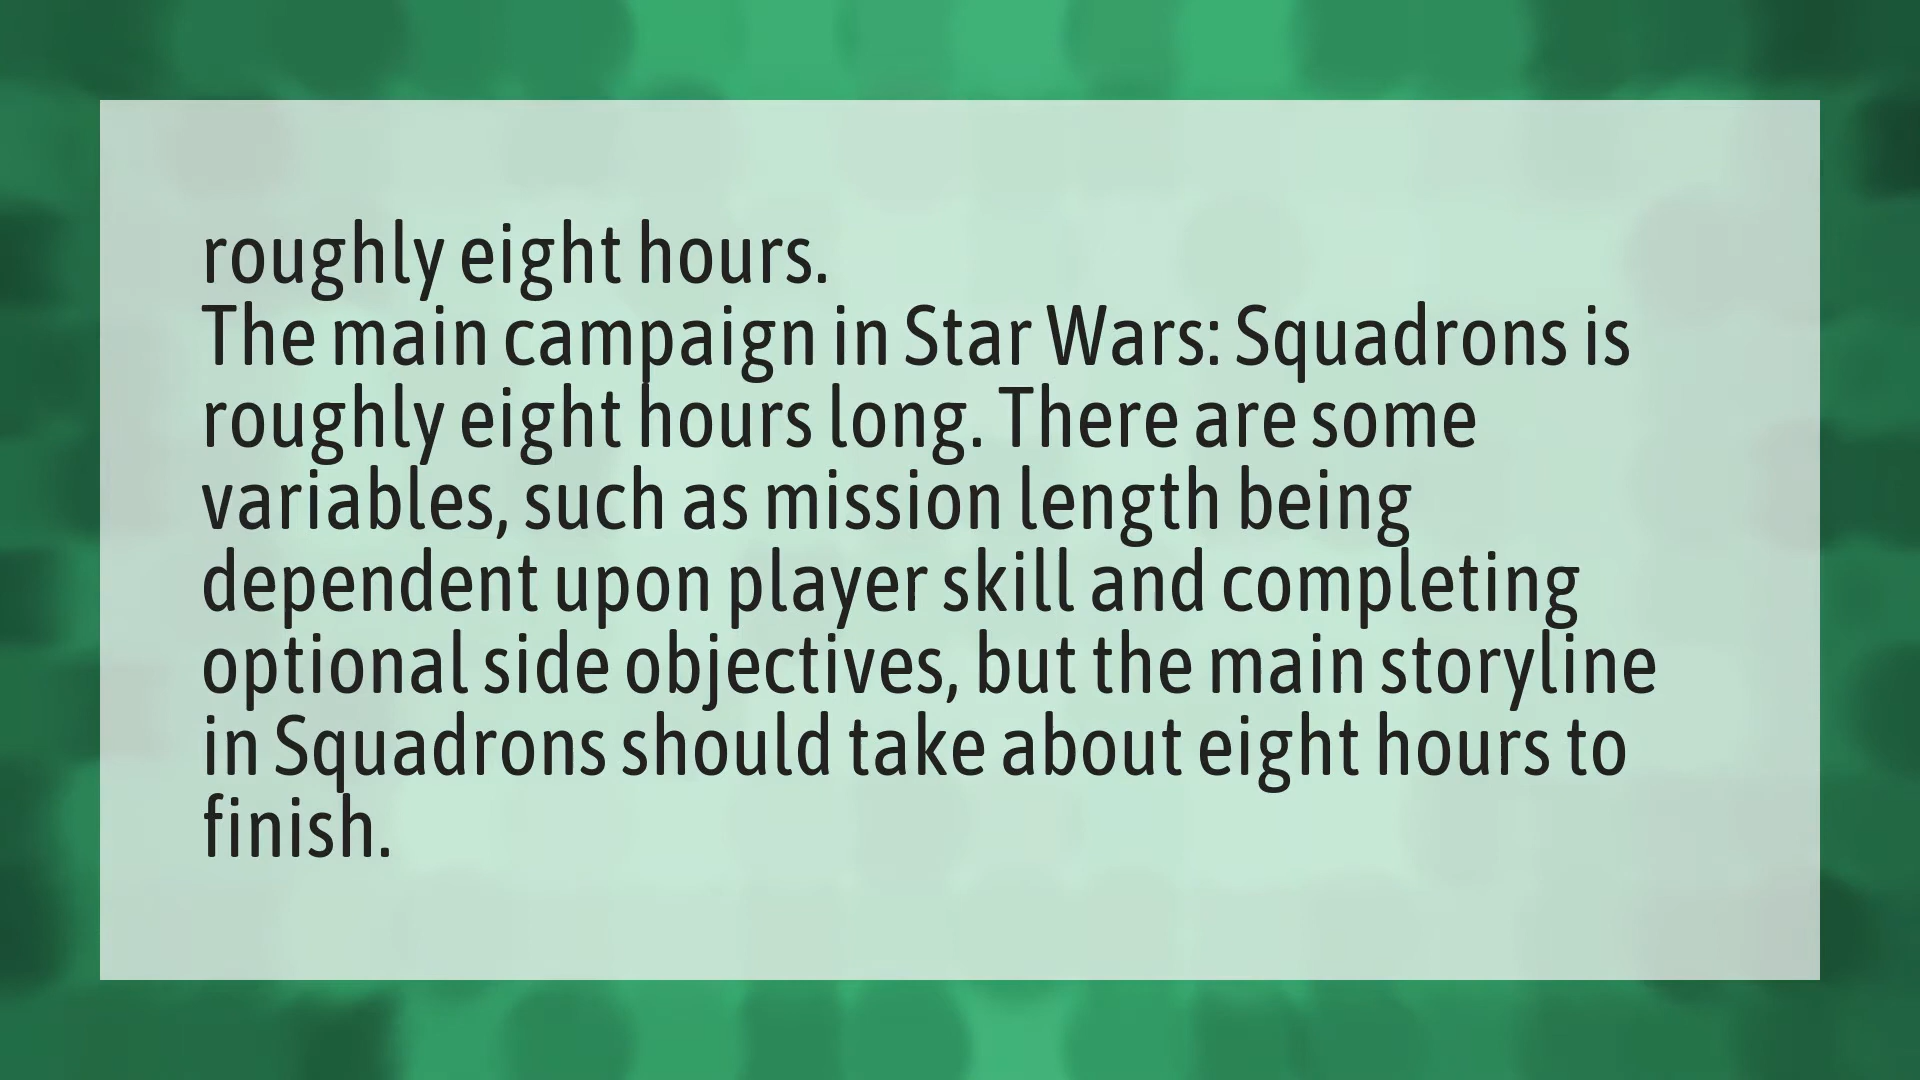 roughly eight hours.
The main campaign in Star Wars: Squadrons is
roughly eight hours long. There are some
variables, such as mission length being
dependent upon player skill and completing
optional side objectives, but the main storyline
in Squadrons should take about eight hours to
finish.